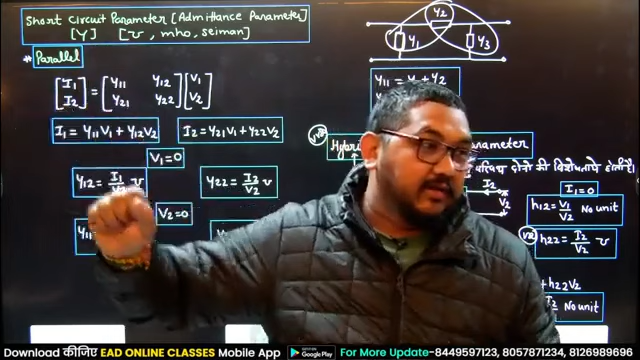 Short Circuit Parameter [Admittance Parameter]
[Y] [℧, mho, seiman]
* Parallel
[I1 I2] = [Y11 Y12 Y21 Y22] [V1 V2]
I1 = Y11V1 + Y12V2
I2 = Y21V1 + Y22V2
V1 = 0
Y12 = I1/V2 ℧
Y22 = I2/V2 ℧
V2 = 0
Y11
Y1
Y2
Y3
Y11 = Y1 + Y2
Parameter
दोनो की
I2
V2
I1 = 0
h12 = V1/V2 No unit
h22 = I2/V2 ℧
+ h22V2
No unit
Download कीजिए EAD ONLINE CLASSES Mobile App
Google Play
For More Update-8449597123, 8057871234, 8126989696